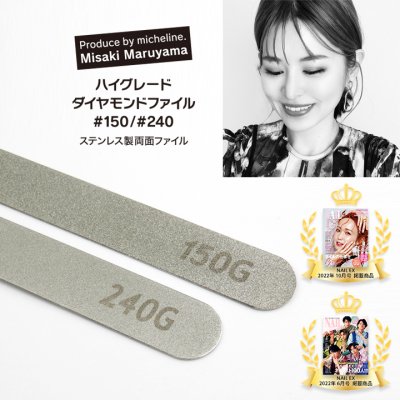 Produce by micheline.
Misaki Maruyama
ハイグレード
ダイヤモンドファイル
#150/#240
ステンレス製両面ファイル
150G
240G
NAIL EX
2022年 10月号 掲載商品
NAIL EX
2022年 6月号 掲載商品